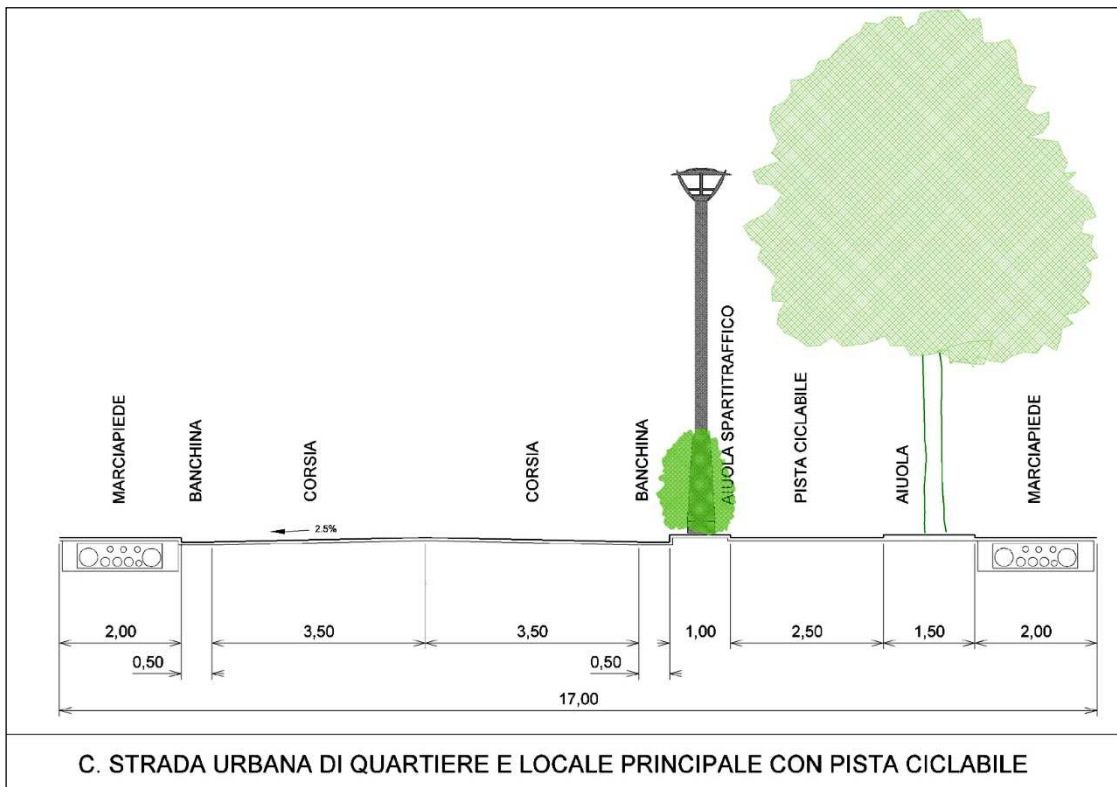 MARCIAPIEDE
BANCHINA
CORSIA
CORSIA
BANCHINA
AIUOLA SPARTITRAFFICO
PISTA CICLABILE
AIUOLA
MARCIAPIEDE
2.5%
2,00
3,50
3,50
1,00
2,50
1,50
2,00
0,50
0,50
17,00
C. STRADA URBANA DI QUARTIERE E LOCALE PRINCIPALE CON PISTA CICLABILE